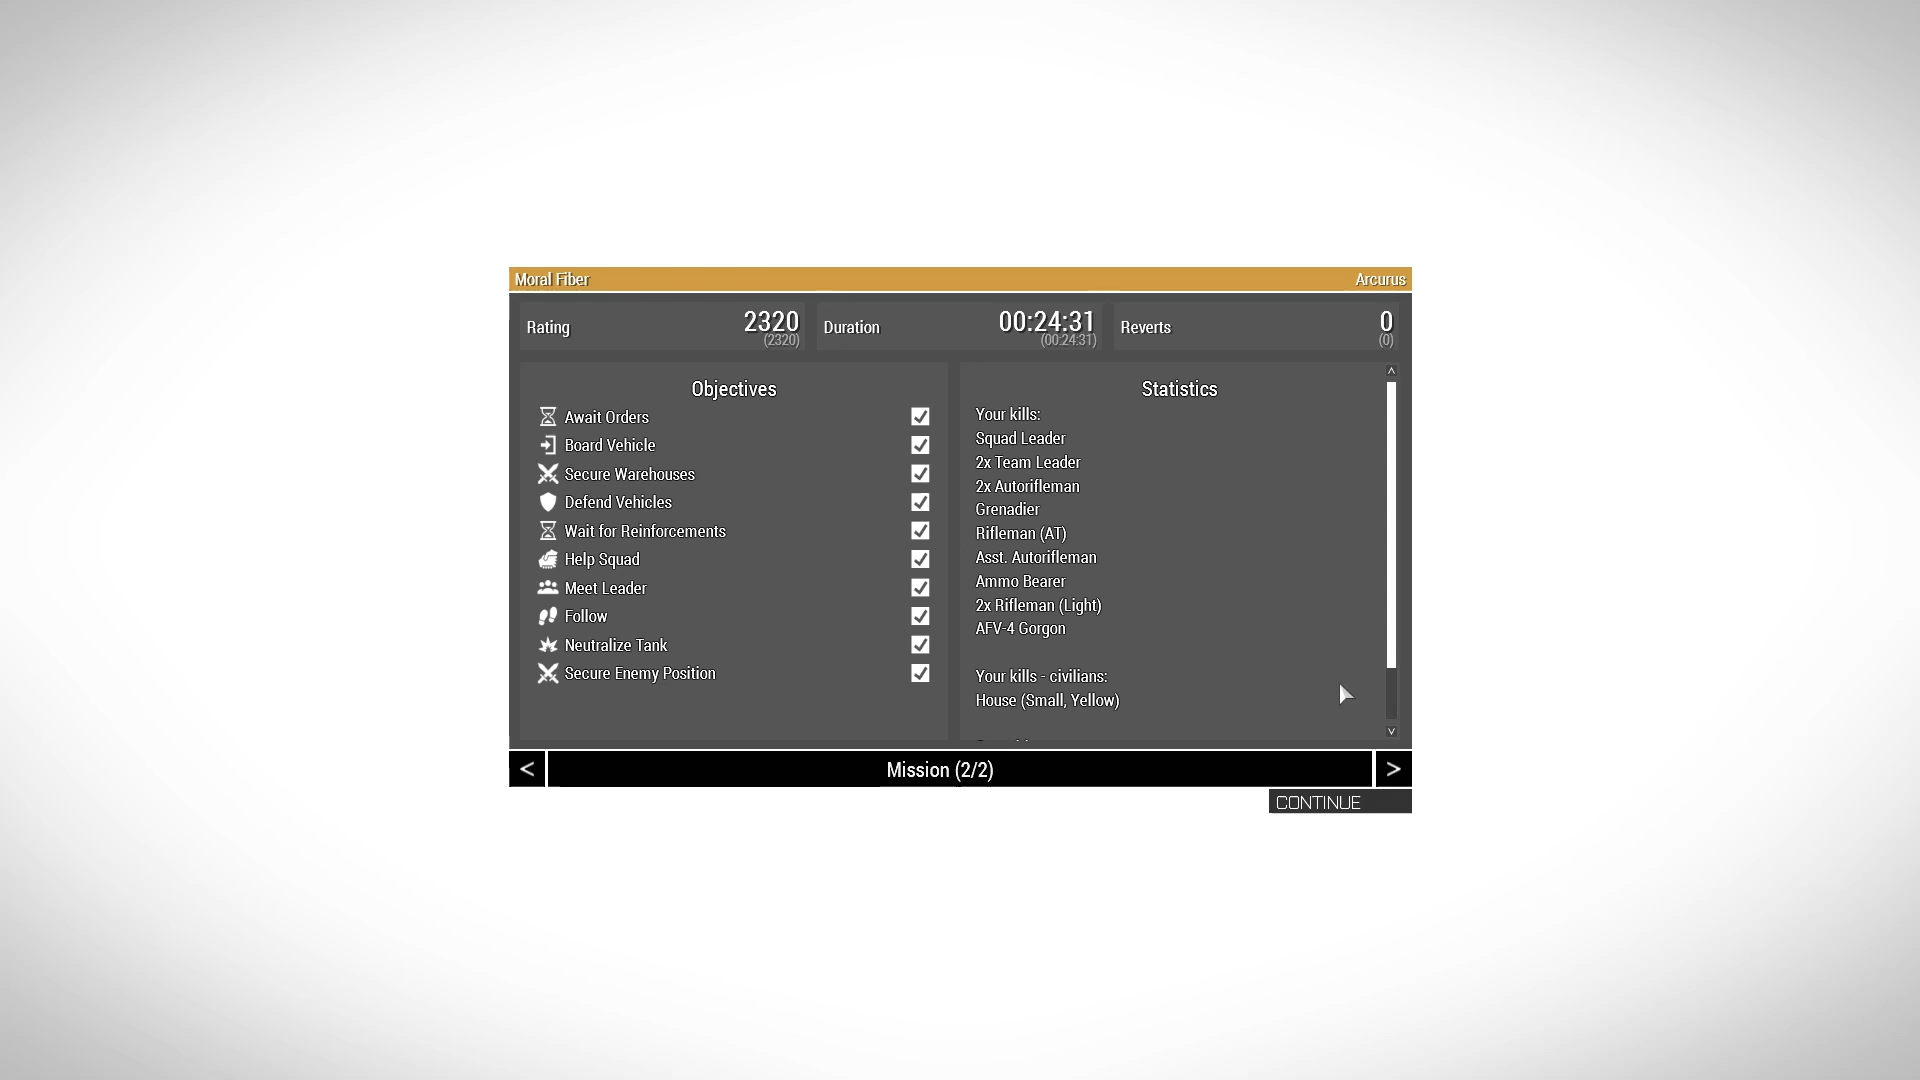 Moral Fiber
Arcurus
Rating
2320
(2320)
Duration
00:24:31
(00:24:31)
Reverts
0
(0)
Objectives
Await Orders
Board Vehicle
Secure Warehouses
Defend Vehicles
Wait for Reinforcements
Help Squad
Meet Leader
Follow
Neutralize Tank
Secure Enemy Position
Statistics
Your kills:
Squad Leader
2x Team Leader
2x Autorifleman
Grenadier
Rifleman (AT)
Asst. Autorifleman
Ammo Bearer
2x Rifleman (Light)
AFV-4 Gorgon
Your kills - civilians:
House (Small, Yellow)
<
Mission (2/2)
>
CONTINUE